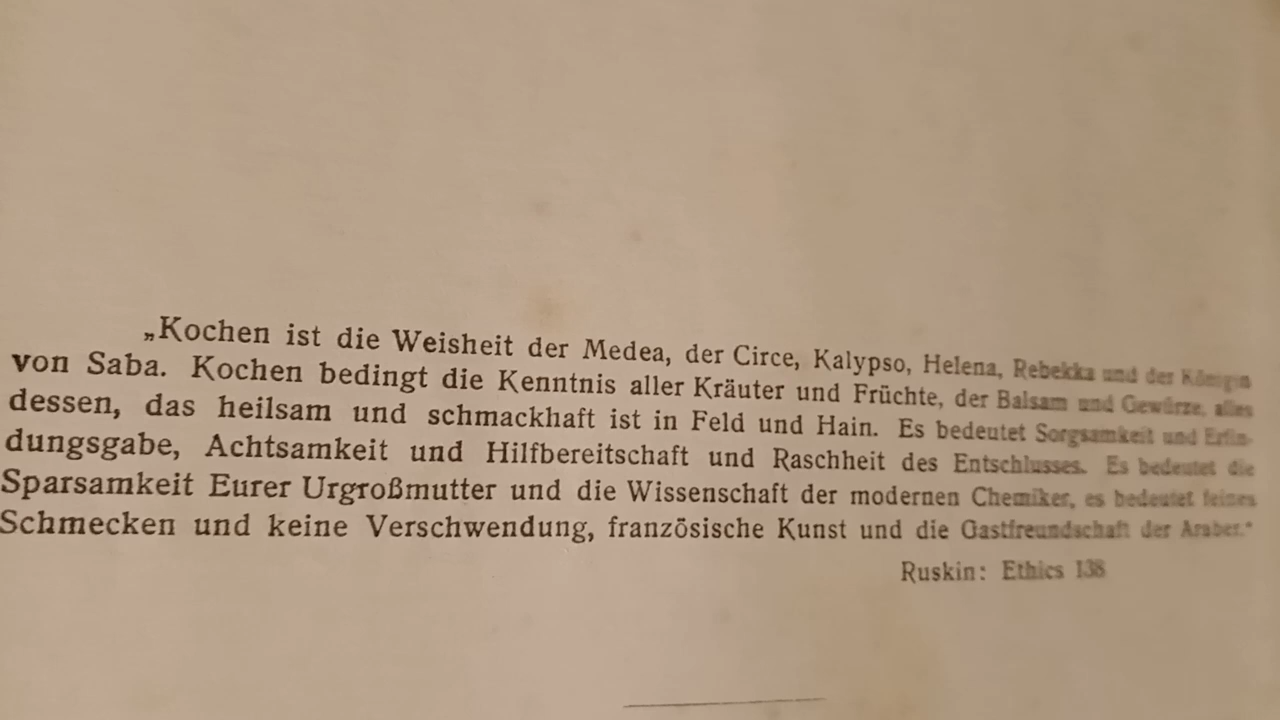 „Kochen ist die Weisheit der Medea, der Circe, Kalypso, Helena, Rebekka und der Königin
von Saba. Kochen bedingt die Kenntnis aller Kräuter und Früchte, der Balsam und Gewürze, alles
dessen, das heilsam und schmackhaft ist in Feld und Hain. Es bedeutet Sorgsamkeit und Erfin-
dungsgabe, Achtsamkeit und Hilfbereitschaft und Raschheit des Entschlusses. Es bedeutet die
Sparsamkeit Eurer Urgroßmutter und die Wissenschaft der modernen Chemiker, es bedeutet feines
Schmecken und keine Verschwendung, französische Kunst und die Gastfreundschaft der Araber.“
Ruskin: Ethics 138